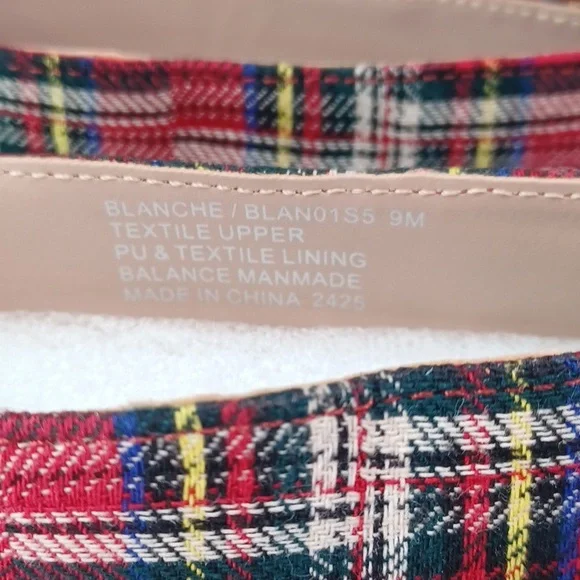 BLANCHE / BLAN01S5 9M
TEXTILE UPPER
PU & TEXTILE LINING
BALANCE MANMADE
MADE IN CHINA 2425